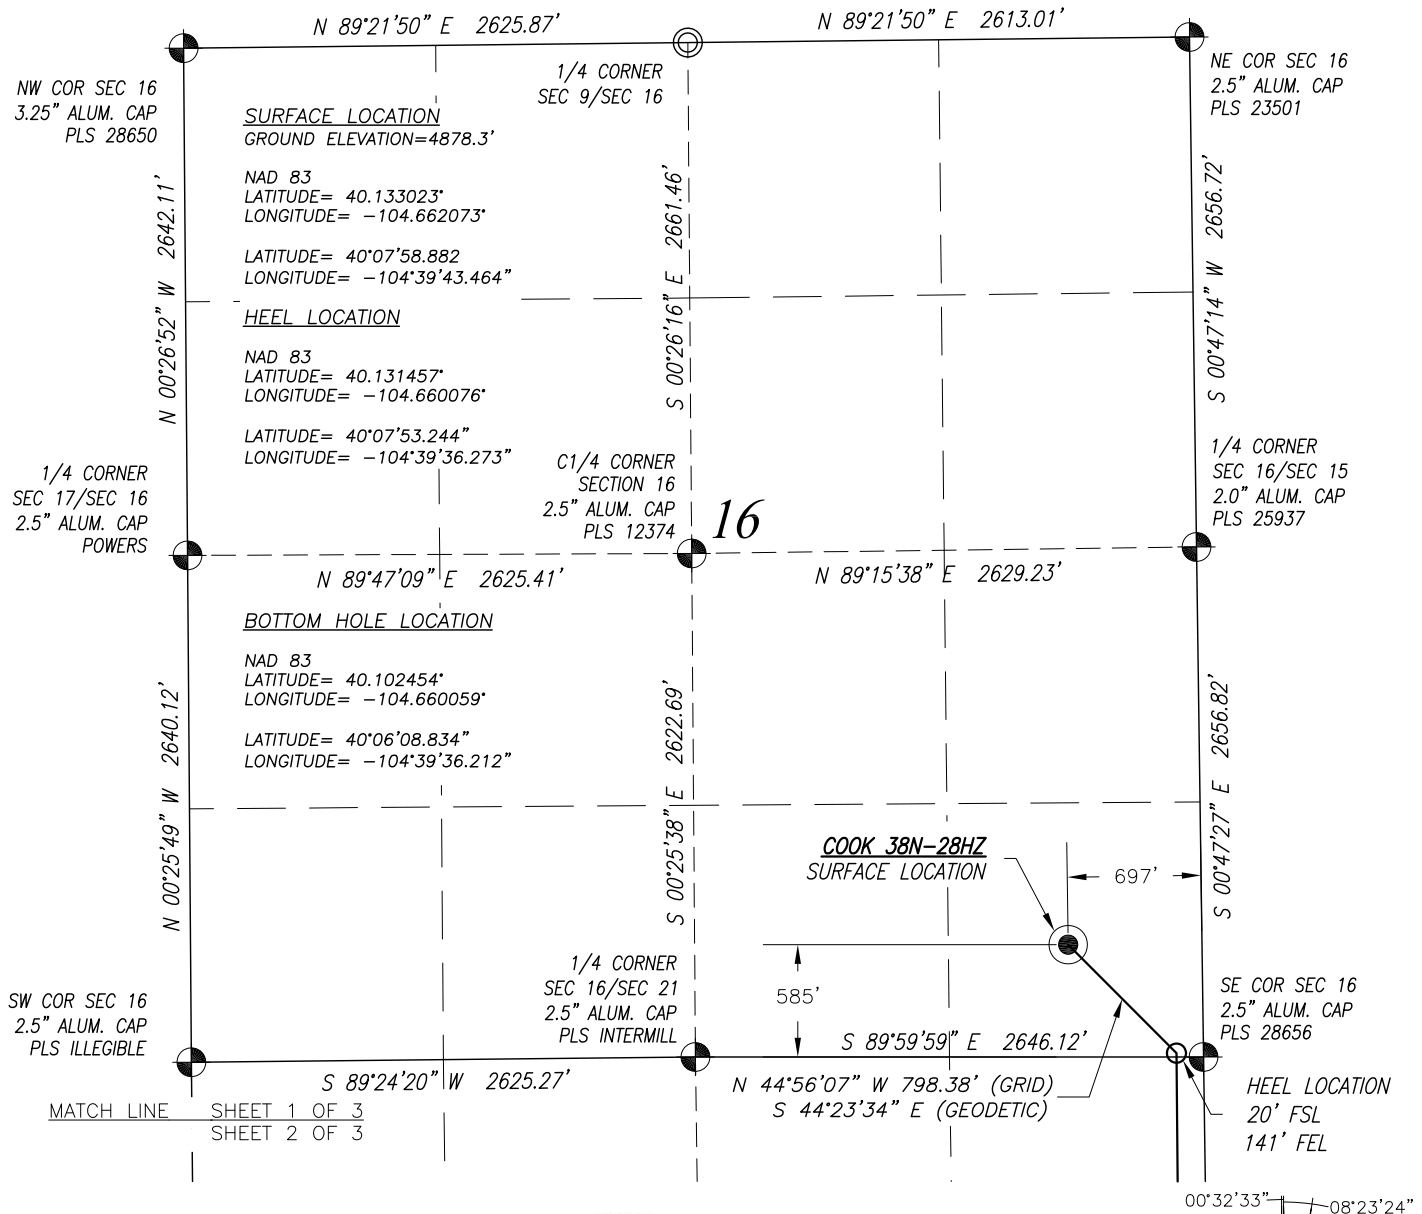 N 89°21'50" E 2625.87'
N 89°21'50" E 2613.01'
NW COR SEC 16
3.25" ALUM. CAP
PLS 28650
1/4 CORNER
SEC 9/SEC 16
NE COR SEC 16
2.5" ALUM. CAP
PLS 23501
SURFACE LOCATION
GROUND ELEVATION=4878.3'
NAD 83
LATITUDE= 40.133023°
LONGITUDE= -104.662073°
LATITUDE= 40°07'58.882
LONGITUDE= -104°39'43.464"
HEEL LOCATION
NAD 83
LATITUDE= 40.131457°
LONGITUDE= -104.660076°
LATITUDE= 40°07'53.244"
LONGITUDE= -104°39'36.273"
N 00°26'52" W 2642.11'
S 00°26'16" E 2661.46'
S 00°47'14" W 2656.72'
1/4 CORNER
SEC 17/SEC 16
2.5" ALUM. CAP
POWERS
C1/4 CORNER
SECTION 16
2.5" ALUM. CAP
PLS 12374
16
1/4 CORNER
SEC 16/SEC 15
2.0" ALUM. CAP
PLS 25937
N 89°47'09" E 2625.41'
N 89°15'38" E 2629.23'
BOTTOM HOLE LOCATION
NAD 83
LATITUDE= 40.102454°
LONGITUDE= -104.660059°
LATITUDE= 40°06'08.834"
LONGITUDE= -104°39'36.212"
N 00°25'49" W 2640.12'
S 00°25'38" E 2622.69'
S 00°47'27" E 2656.82'
COOK 38N-28HZ
SURFACE LOCATION
697'
585'
SW COR SEC 16
2.5" ALUM. CAP
PLS ILLEGIBLE
1/4 CORNER
SEC 16/SEC 21
2.5" ALUM. CAP
PLS INTERMILL
SE COR SEC 16
2.5" ALUM. CAP
PLS 28656
S 89°59'59" E 2646.12'
S 89°24'20" W 2625.27'
N 44°56'07" W 798.38' (GRID)
S 44°23'34" E (GEODETIC)
HEEL LOCATION
20' FSL
141' FEL
MATCH LINE SHEET 1 OF 3
SHEET 2 OF 3
00°32'33"
08°23'24"